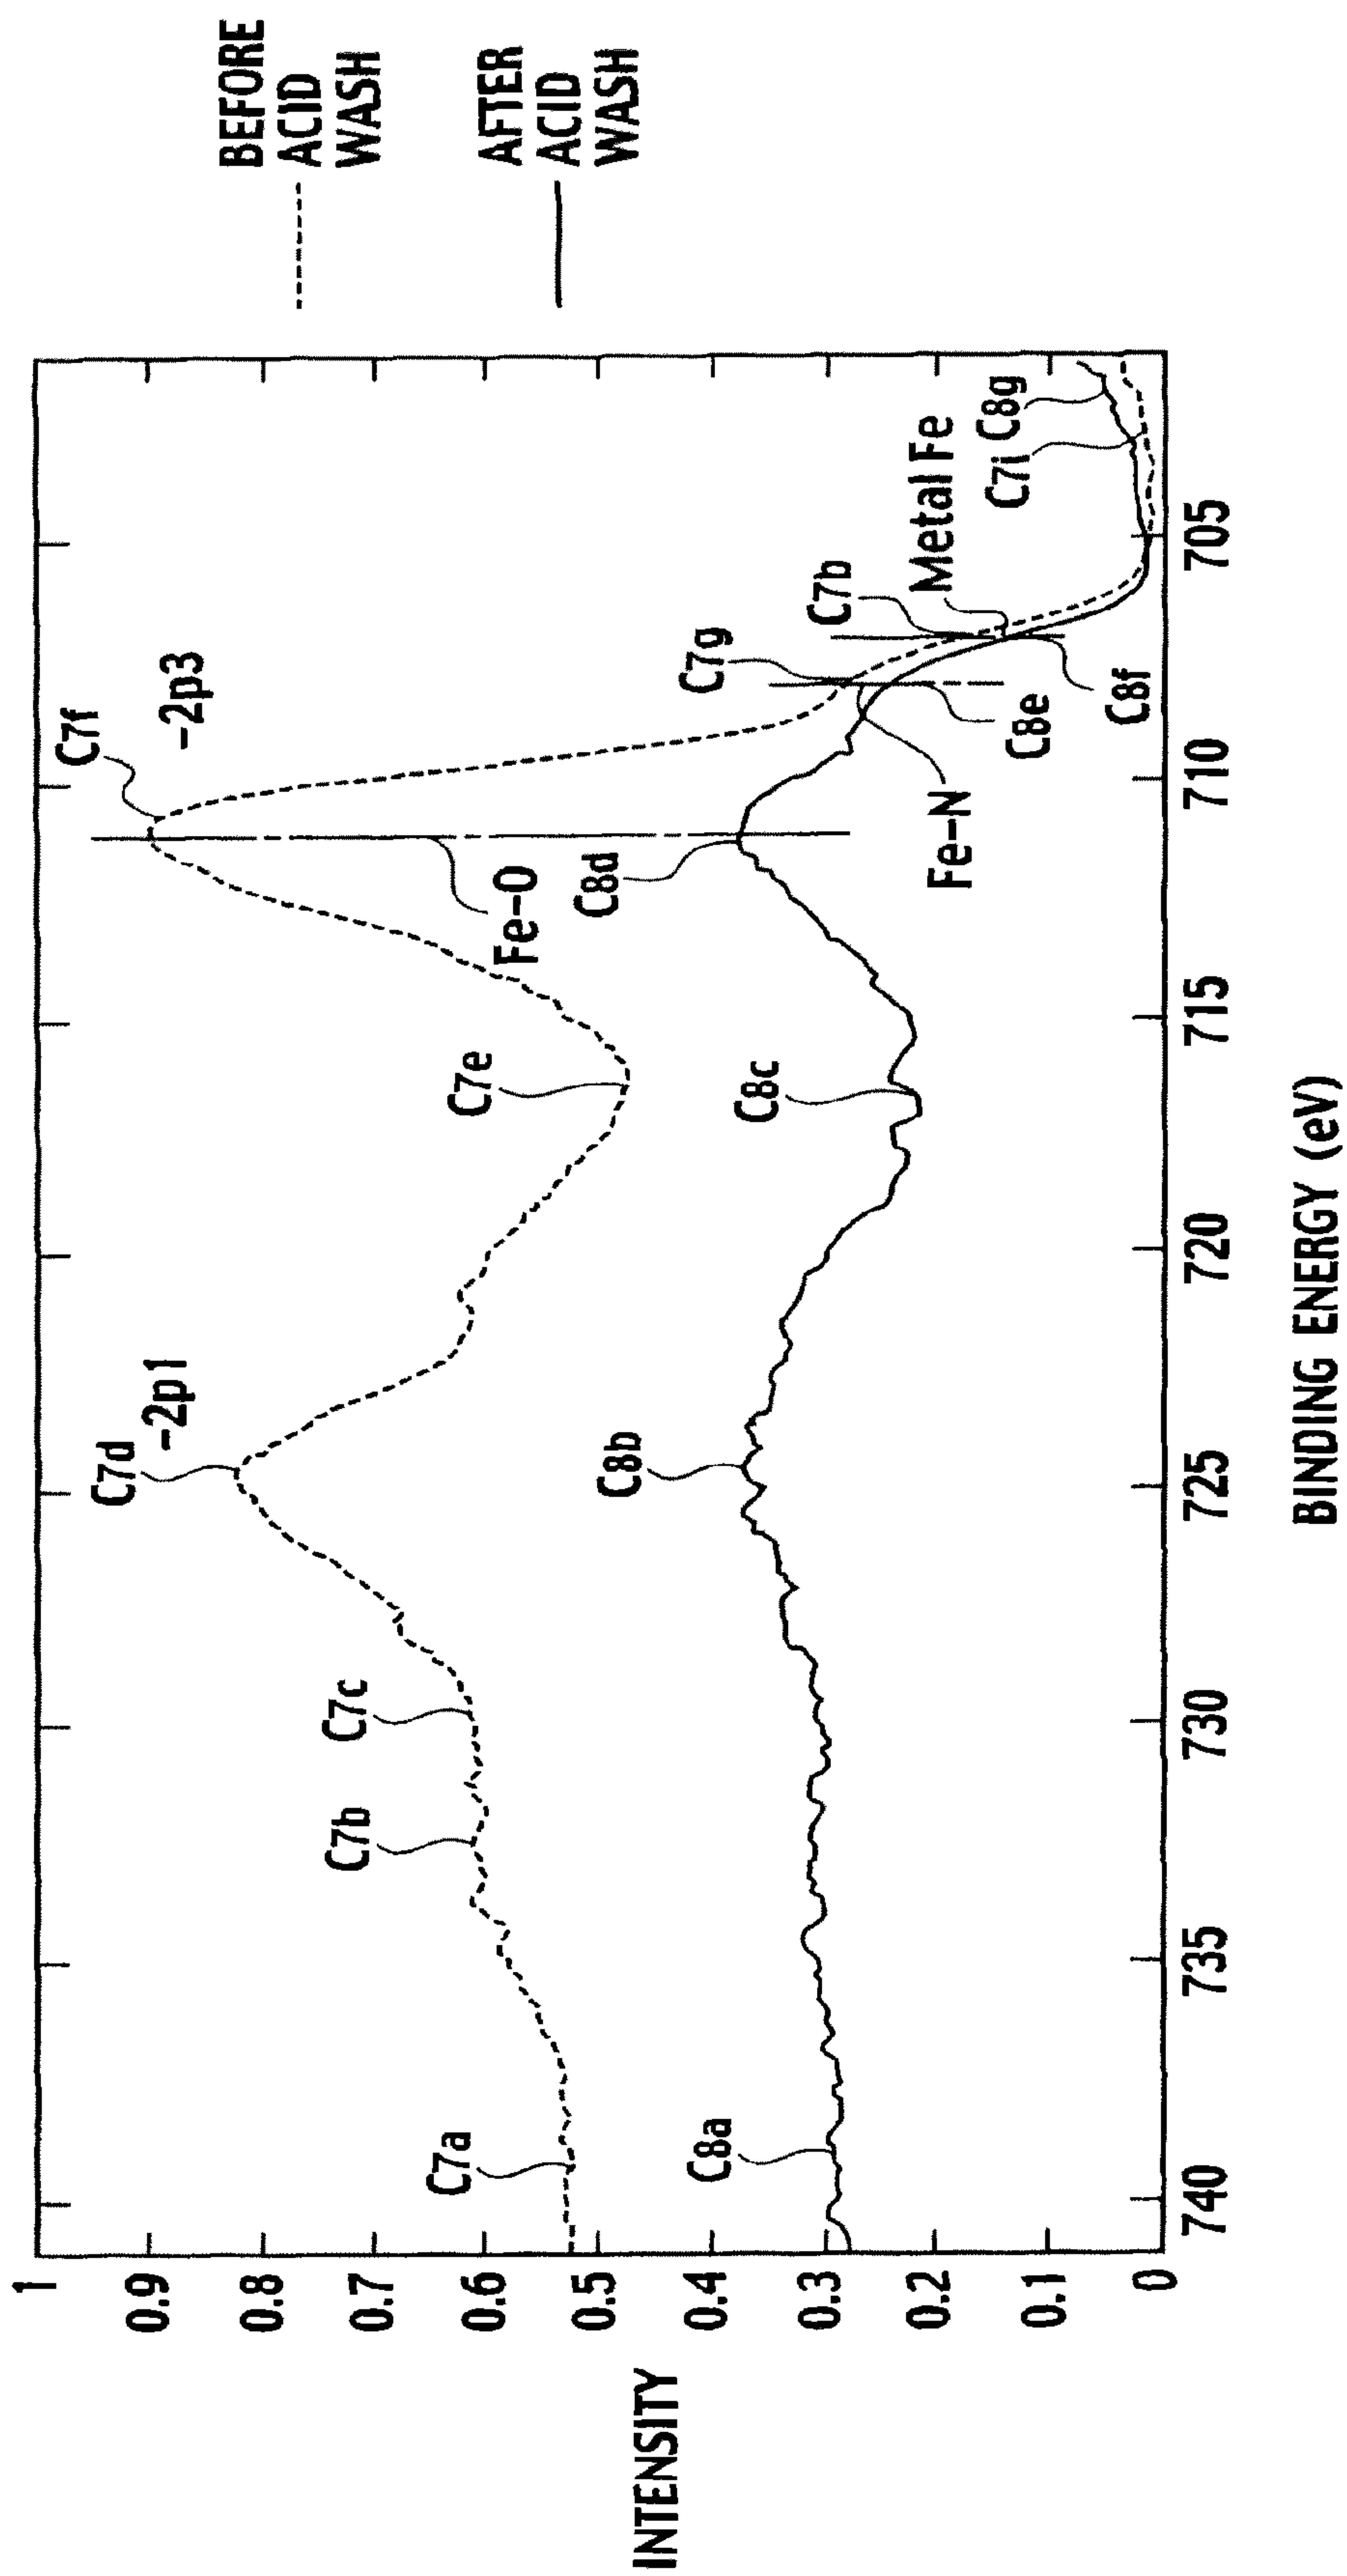 BEFORE
ACID
WASH
AFTER
ACID
WASH
INTENSITY
1
0.9
0.8
0.7
0.6
0.5
0.4
0.3
0.2
0.1
0
C7a
C7b
C7c
C7d
-2p1
C7e
C7f
-2p3
Fe-O
C7g
C7b
Metal Fe
C7i
C8g
C8a
C8b
C8c
C8d
Fe-N
C8e
C8f
740
735
730
725
720
715
710
705
BINDING ENERGY (eV)